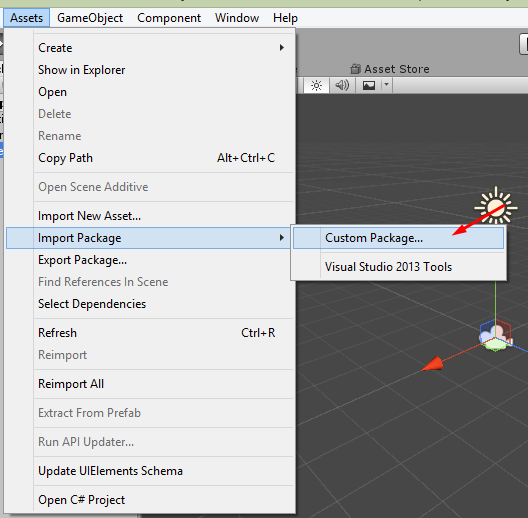 Assets GameObject Component Window Help
Create
Show in Explorer
Asset Store
Open
Delete
Rename
Copy Path Alt+Ctrl+C
Open Scene Additive
Import New Asset...
Import Package Custom Package...
Export Package...
Visual Studio 2013 Tools
Find References In Scene
Select Dependencies
Refresh Ctrl+R
Reimport
Reimport All
Extract From Prefab
Run API Updater...
Update UIElements Schema
Open C# Project